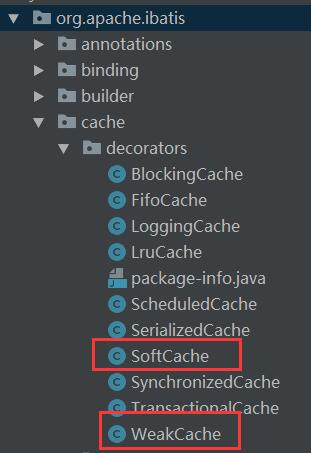 org.apache.ibatis
annotations
binding
builder
cache
decorators
BlockingCache
FifoCache
LoggingCache
LruCache
package-info.java
ScheduledCache
SerializedCache
SoftCache
SynchronizedCache
TransactionalCache
WeakCache